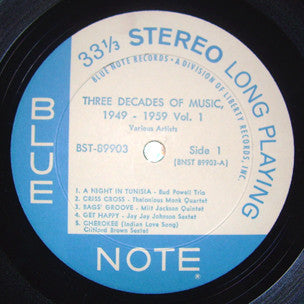 33⅓ STEREO LONG PLAYING
BLUE NOTE RECORDS • A DIVISION OF LIBERTY RECORDS, INC.
THREE DECADES OF MUSIC,
1949 - 1959 Vol. 1
Various Artists
BST-89903
Side 1
(BNST 89903-A)
1. A NIGHT IN TUNISIA - Bud Powell Trio
2. CRISS CROSS - Thelonious Monk Quartet
3. BAGS' GROOVE - Milt Jackson Quintet
4. GET HAPPY - Jay Jay Johnson Sextet
5. CHEROKEE (Indian Love Song)
Clifford Brown Sextet
BLUE
NOTE
®